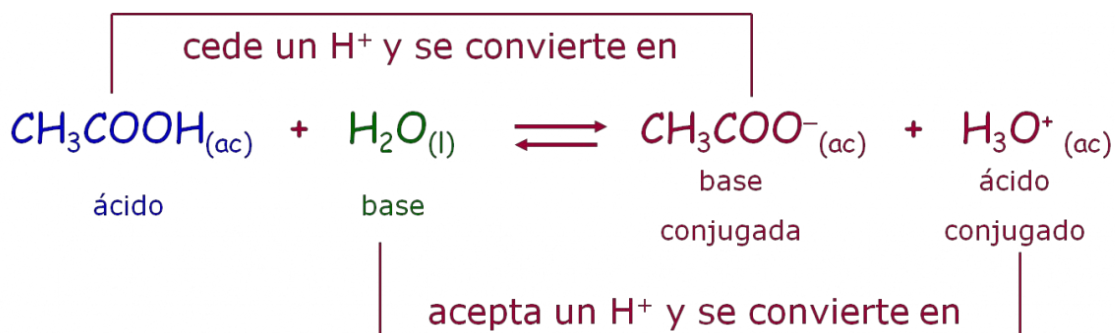 cede un H⁺ y se convierte en
CH₃COOH(ac) + H₂O(l) ⇌ CH₃COO⁻(ac) + H₃O⁺(ac)
ácido base base ácido
conjugada conjugado
acepta un H⁺ y se convierte en